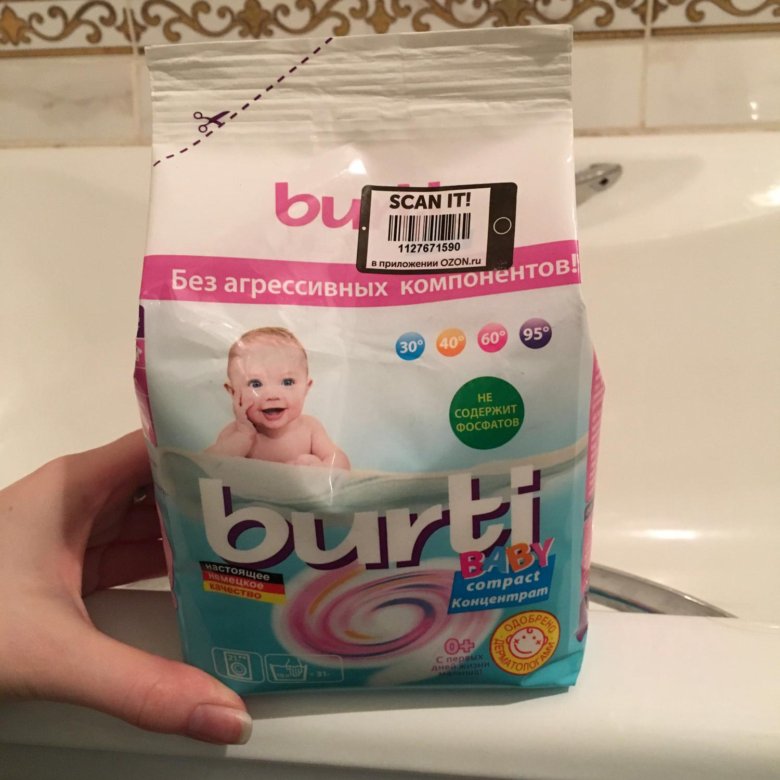 SCAN IT!
1127671590
в приложении OZON.ru
Без агрессивных компонентов!
30° 40° 60° 95°
НЕ
СОДЕРЖИТ
ФОСФАТОВ
burti
BABY
compact
Концентрат
настоящее
немецкое
качество
0+
С первых
дней жизни
малыша!
ОДОБРЕНО
ДЕРМАТОЛОГАМИ